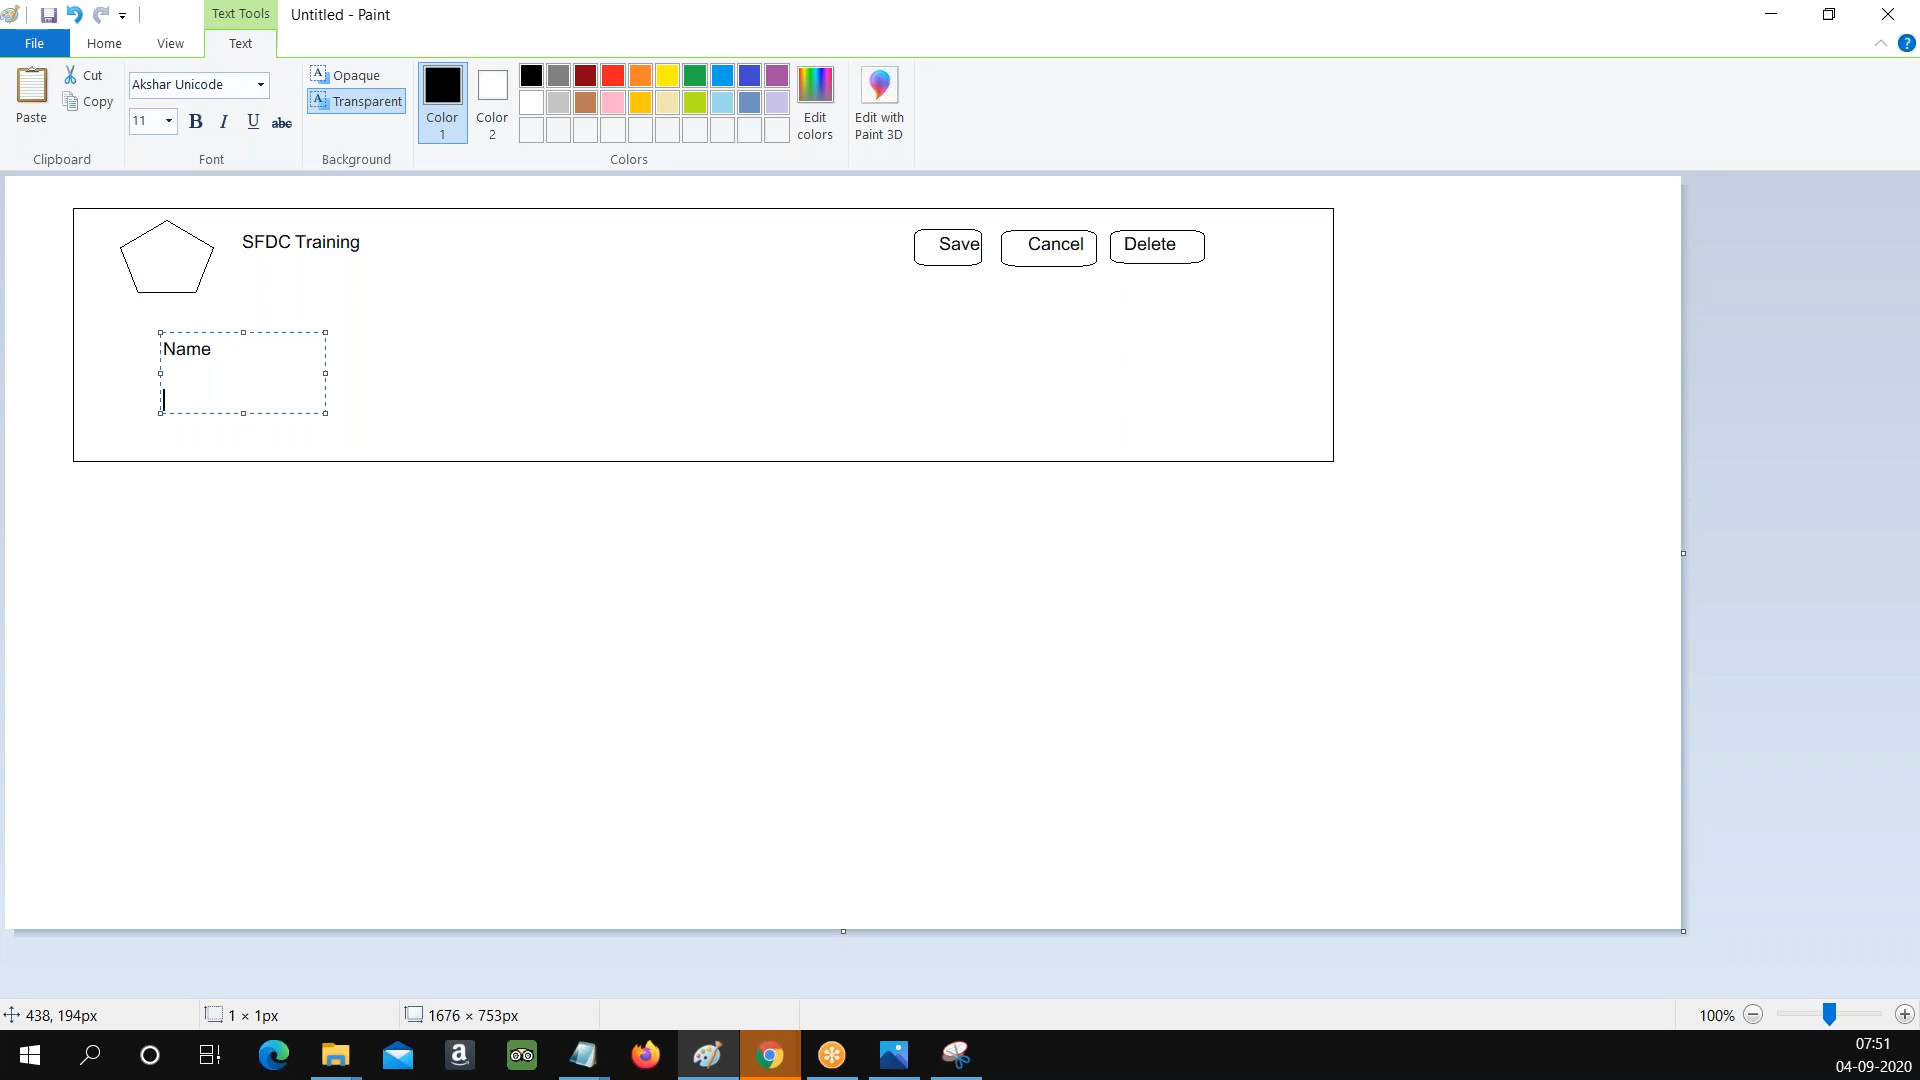 Text Tools
Untitled - Paint
File
Home
View
Text
Paste
Cut
Copy
Clipboard
Akshar Unicode
11
B
I
U
abc
Font
A
Opaque
A
Transparent
Background
Color
1
Color
2
Colors
Edit
colors
Edit with
Paint 3D
?
SFDC Training
Save
Cancel
Delete
Name
438, 194px
1 × 1px
1676 × 753px
100%
a
07:51
04-09-2020